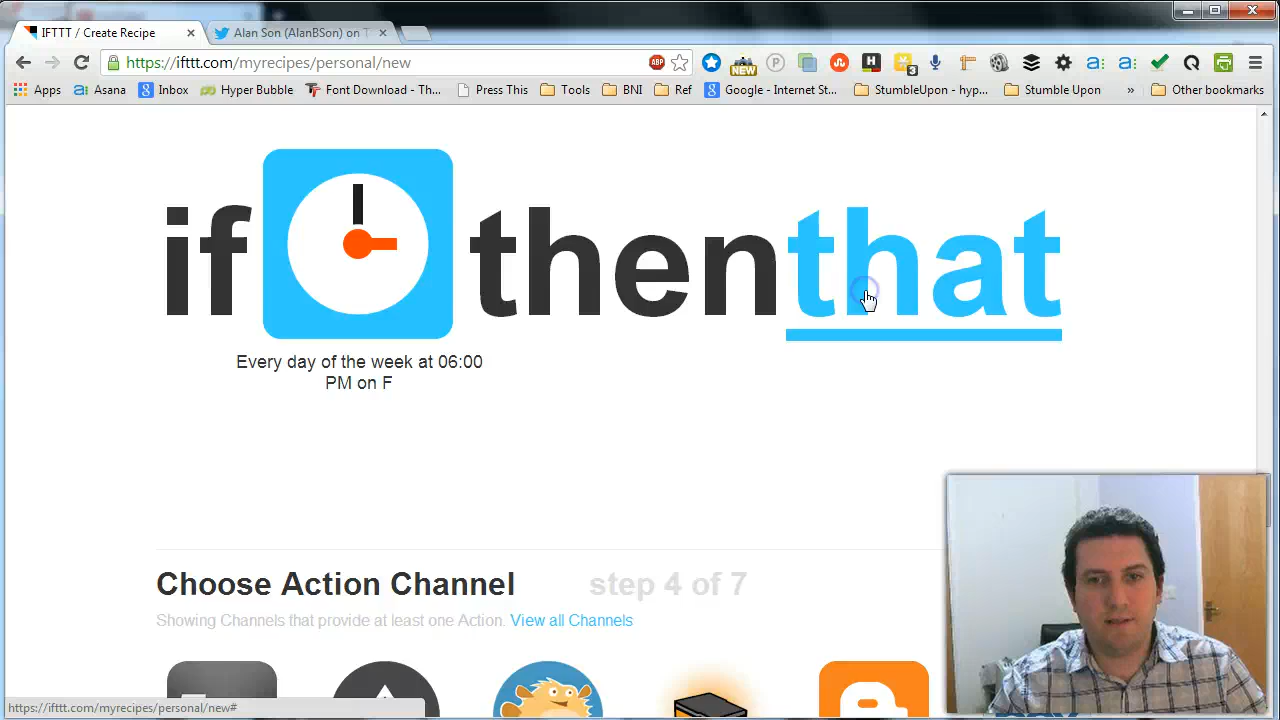 IFTTT / Create Recipe
Alan Son (AlanBSon) on T
https://ifttt.com/myrecipes/personal/new
ABP
NEW
3
Apps
Asana
Inbox
Hyper Bubble
Font Download - Th...
Press This
Tools
BNI
Ref
Google - Internet St...
StumbleUpon - hyp...
Stumble Upon
»
Other bookmarks
if
then
that
Every day of the week at 06:00
PM on F
Choose Action Channel
step 4 of 7
Showing Channels that provide at least one Action. View all Channels
https://ifttt.com/myrecipes/personal/new#